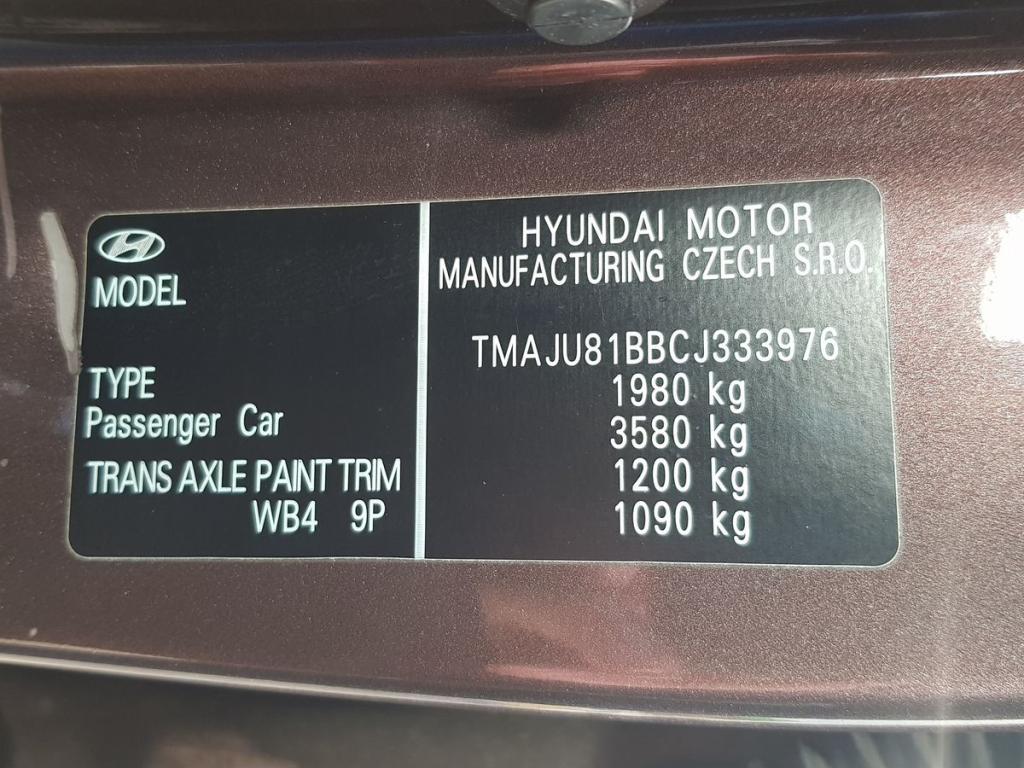 MODEL
TYPE
Passenger Car
TRANS AXLE PAINT TRIM
WB4 9P
HYUNDAI MOTOR
MANUFACTURING CZECH S.R.O.
TMAJU81BBCJ333976
1980 kg
3580 kg
1200 kg
1090 kg